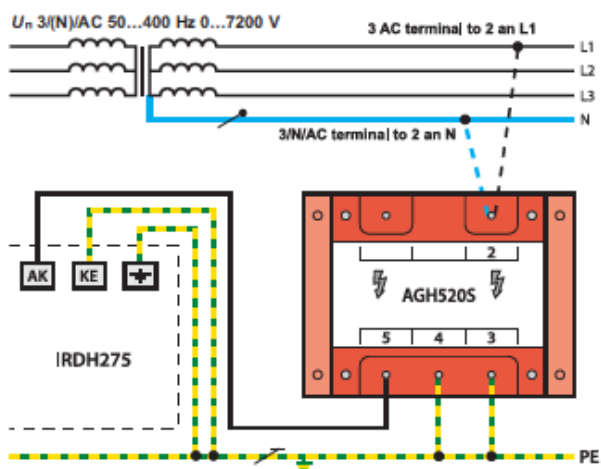 Un 3/(N)/AC 50...400 Hz 0...7200 V
3 AC terminal to 2 an L1
L1
L2
L3
N
3/N/AC terminal to 2 an N
AK
KE
2
AGH520S
5
4
3
IRDH275
PE